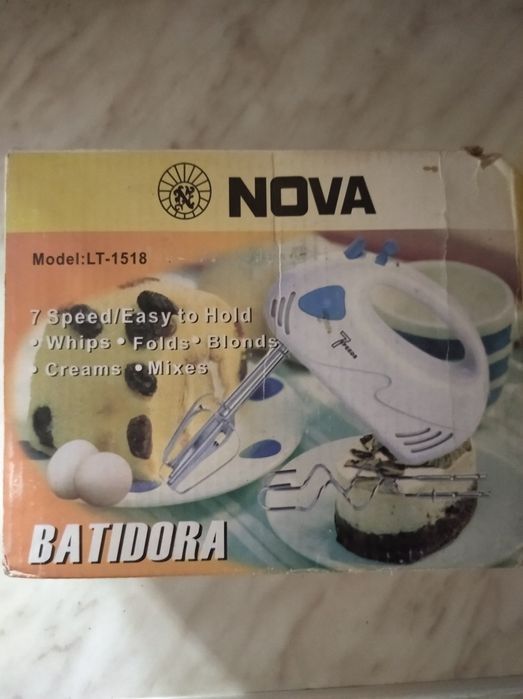 NOVA
Model:LT-1518
7 Speed/Easy to Hold
• Whips • Folds • Blonds
• Creams • Mixes
BATIDORA